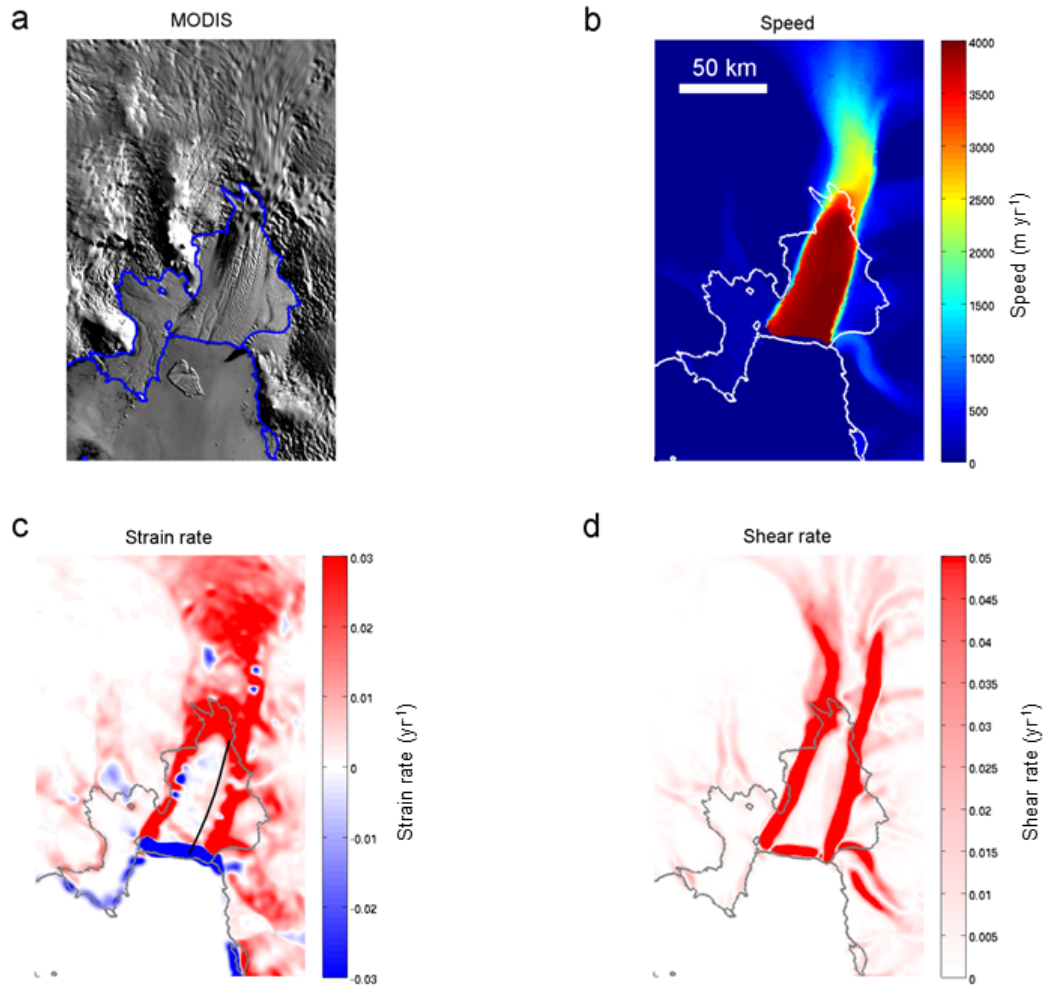 a
MODIS
b
Speed
50 km
4000
3500
3000
2500
2000
1500
1000
500
0
Speed (m yr⁻¹)
c
Strain rate
0.03
0.02
0.01
0
-0.01
-0.02
-0.03
Strain rate (yr⁻¹)
d
Shear rate
0.05
0.045
0.04
0.035
0.03
0.025
0.02
0.015
0.01
0.005
0
Shear rate (yr⁻¹)